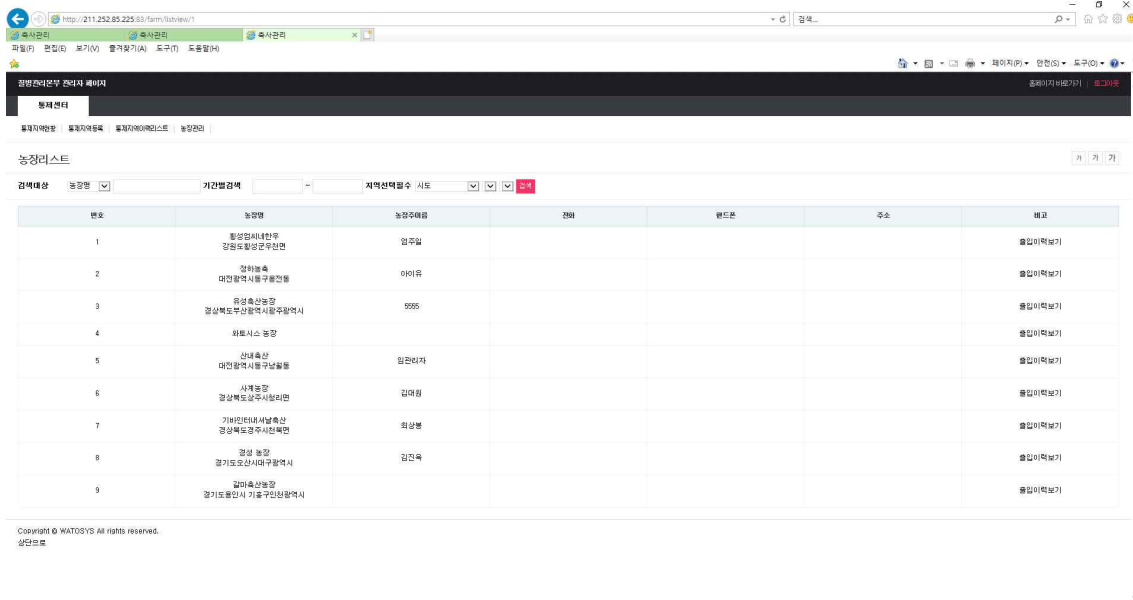 http://211.252.85.225:83/farm/listview/1
검색...
축사관리
축사관리
축사관리
파일(F) 편집(E) 보기(V) 즐겨찾기(A) 도구(T) 도움말(H)
페이지(P) 안전(S) 도구(O)
질병관리본부 관리자 페이지
홈페이지 바로가기 | 로그아웃
통제센터
통제지역현황 통제지역등록 통제지역이력리스트 농장관리
농장리스트
가 가 가
검색대상 농장명 기간별검색 ~ 지역선택필수 시도 검색
번호 농장명 농장주이름 전화 핸드폰 주소 비고
1 횡성엄씨네한우 엄주일 출입이력보기
강원도횡성군우천면
2 정하농축 아이유 출입이력보기
대전광역시동구용전동
3 유성축산농장 5555 출입이력보기
경상북도부산광역시광주광역시
4 와토시스 농장 출입이력보기
5 산내축산 임관리자 출입이력보기
대전광역시동구낭월동
6 사계농장 김대원 출입이력보기
경상북도상주시청리면
7 기바인터내셔날축산 최상봉 출입이력보기
경상북도경주시천북면
8 경성 농장 김진욱 출입이력보기
경기도오산시대구광역시
9 갈마축산농장 출입이력보기
경기도용인시 기흥구인천광역시
Copyright © WATOSYS All rights reserved.
상단으로